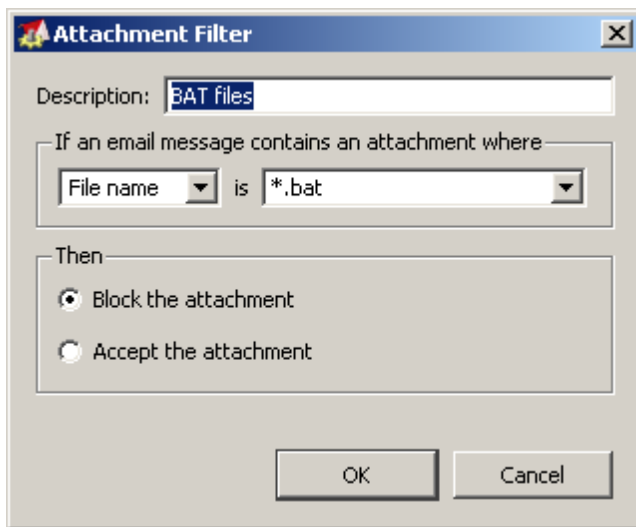 Attachment Filter
Description: BAT files
If an email message contains an attachment where
File name is *.bat
Then
Block the attachment
Accept the attachment
OK Cancel